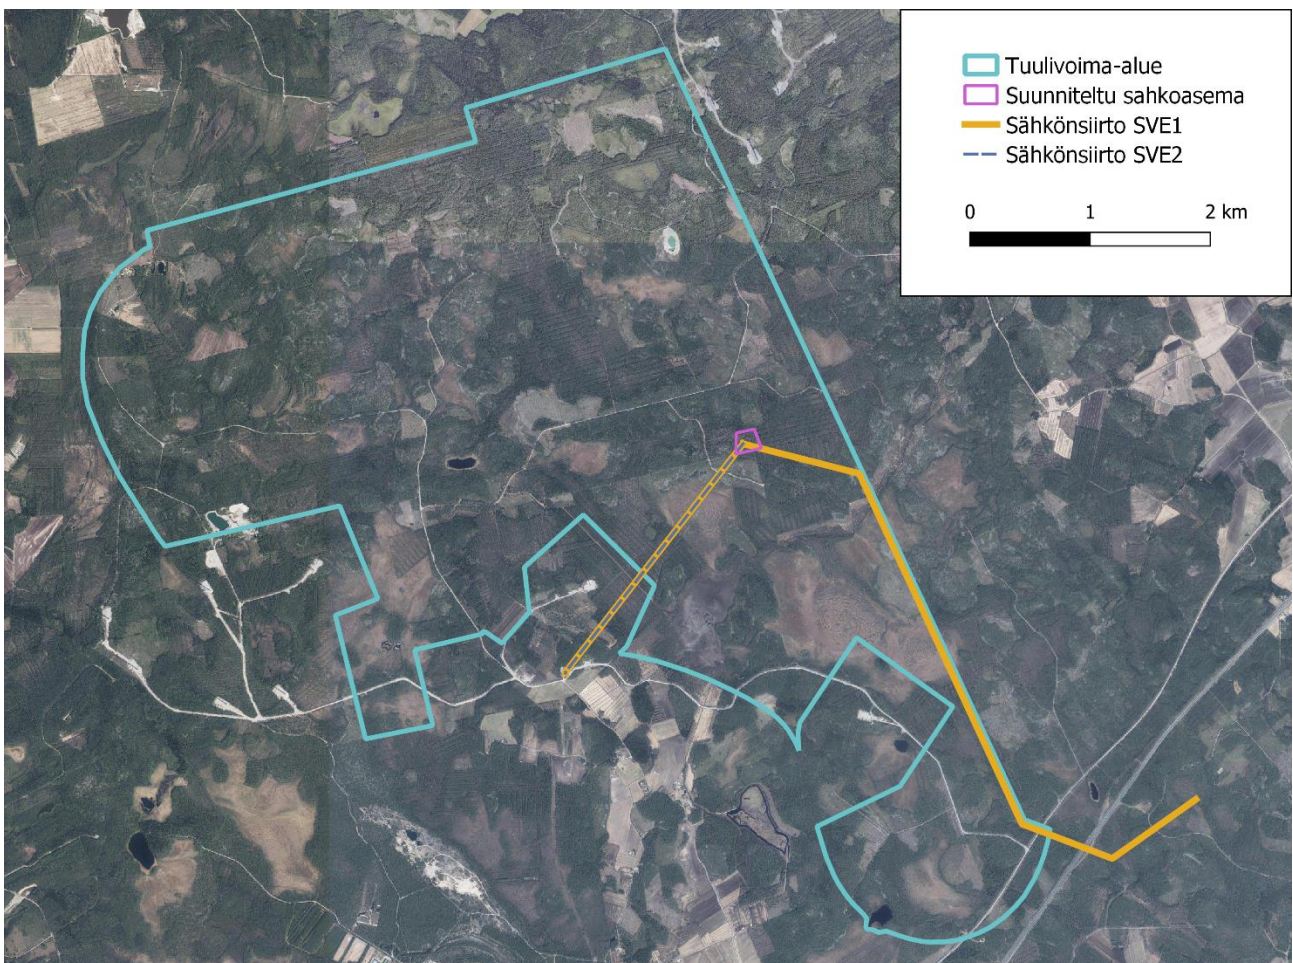 Tuulivoima-alue
Suunniteltu sahkoasema
Sähkönsiirto SVE1
Sähkönsiirto SVE2
0 1 2 km